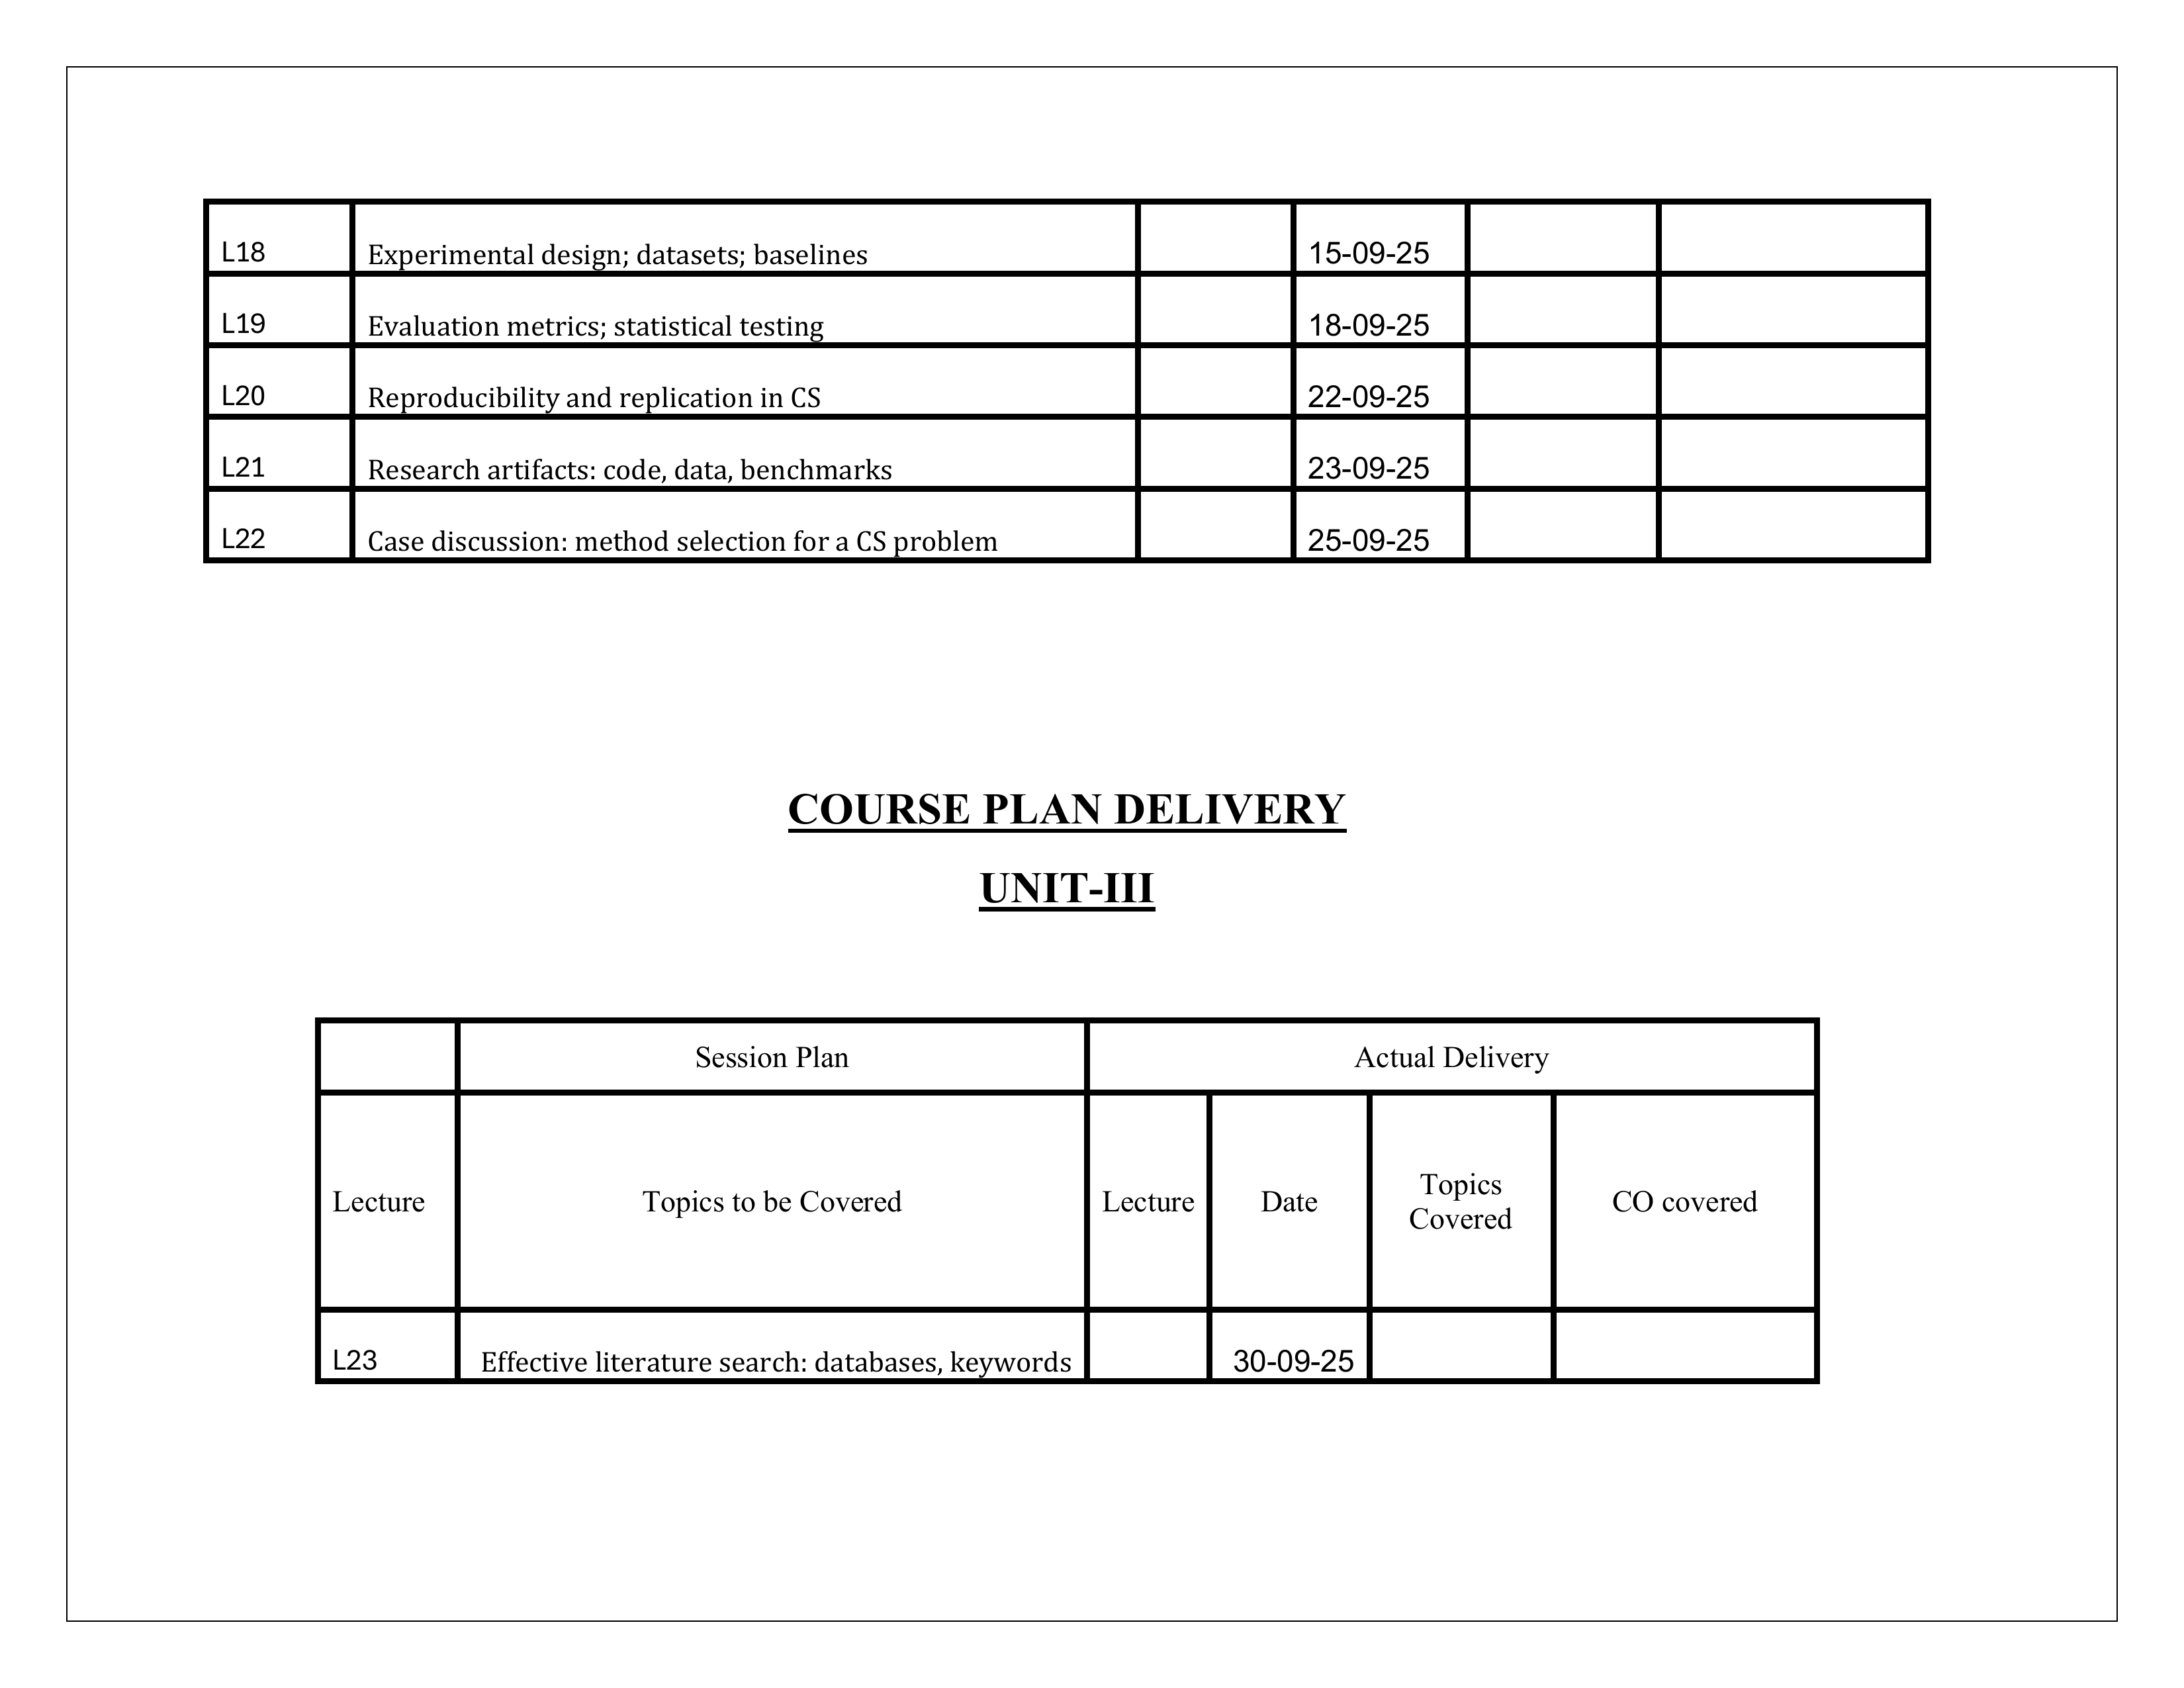 L18 Experimental design; datasets; baselines 15-09-25
L19 Evaluation metrics; statistical testing 18-09-25
L20 Reproducibility and replication in CS 22-09-25
L21 Research artifacts: code, data, benchmarks 23-09-25
L22 Case discussion: method selection for a CS problem 25-09-25
COURSE PLAN DELIVERY
UNIT-III
Session Plan Actual Delivery
Lecture Topics to be Covered Lecture Date Topics Covered CO covered
L23 Effective literature search: databases, keywords 30-09-25